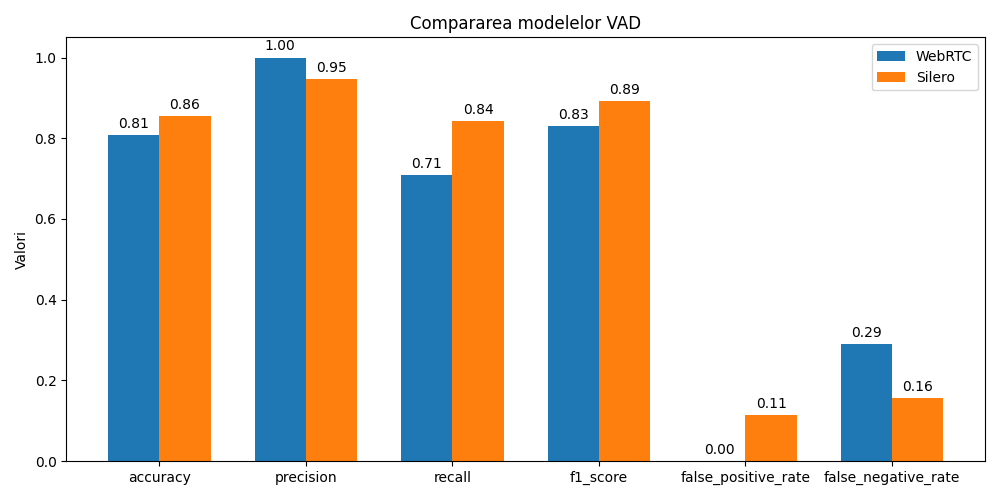 Compararea modelelor VAD
WebRTC
Silero
Valori
1.0
0.8
0.6
0.4
0.2
0.0
0.81
0.86
1.00
0.95
0.71
0.84
0.83
0.89
0.00
0.11
0.29
0.16
accuracy
precision
recall
f1_score
false_positive_rate
false_negative_rate